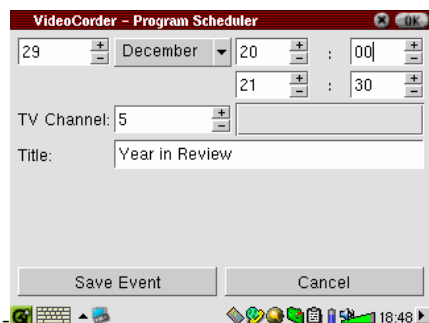 VideoCorder – Program Scheduler OK
29 December 20 : 00
21 : 30
TV Channel: 5
Title: Year in Review
Save Event Cancel
18:48